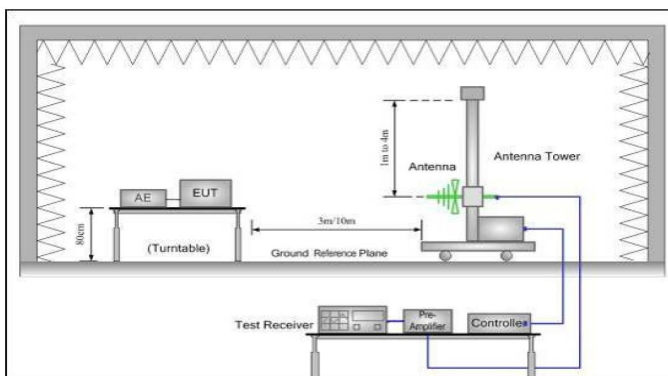 1m to 4m
Antenna
Antenna Tower
AE
EUT
80cm
(Turntable)
3m/10m
Ground Reference Plane
Test Receiver
Pre-
Amplifier
Controller